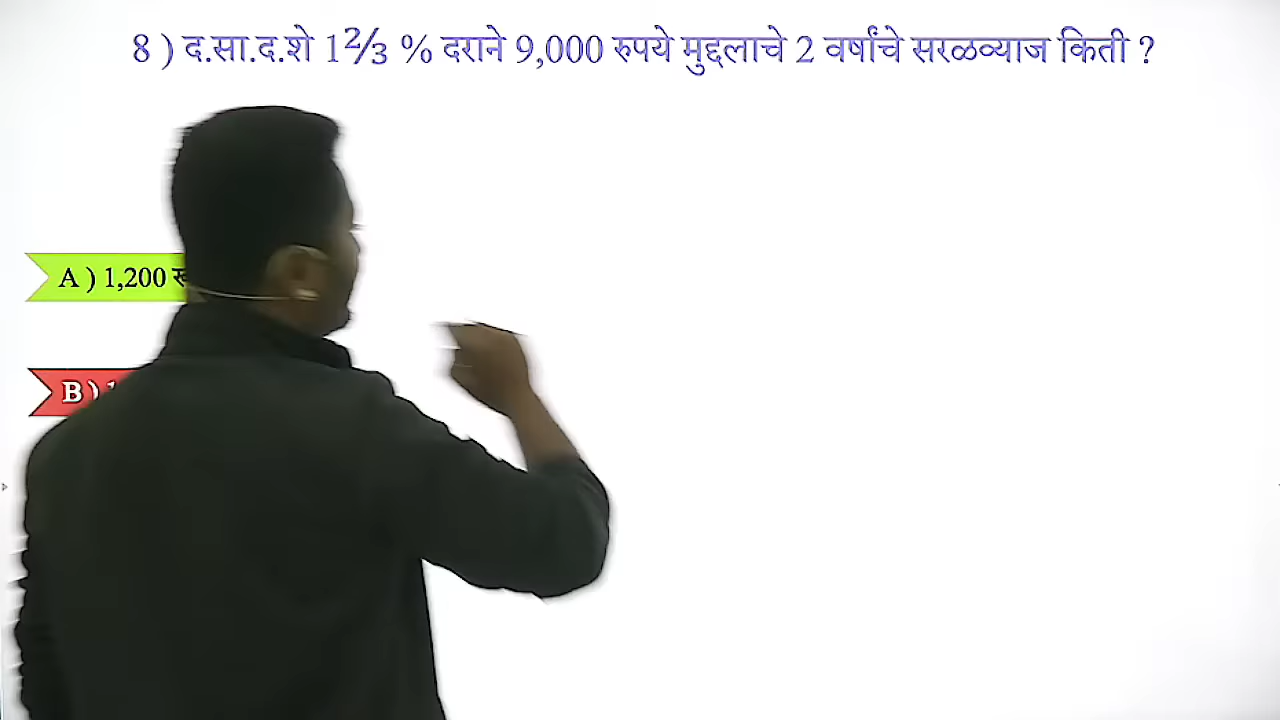 8 ) द.सा.द.शे 1⅔ % दराने 9,000 रुपये मुद्दलाचे 2 वर्षांचे सरळव्याज किती ?
A ) 1,200
B )